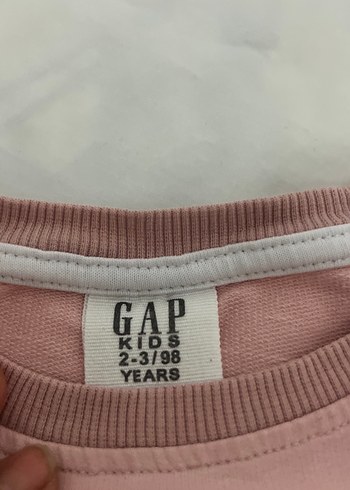 GAP
KIDS
2-3/98
YEARS